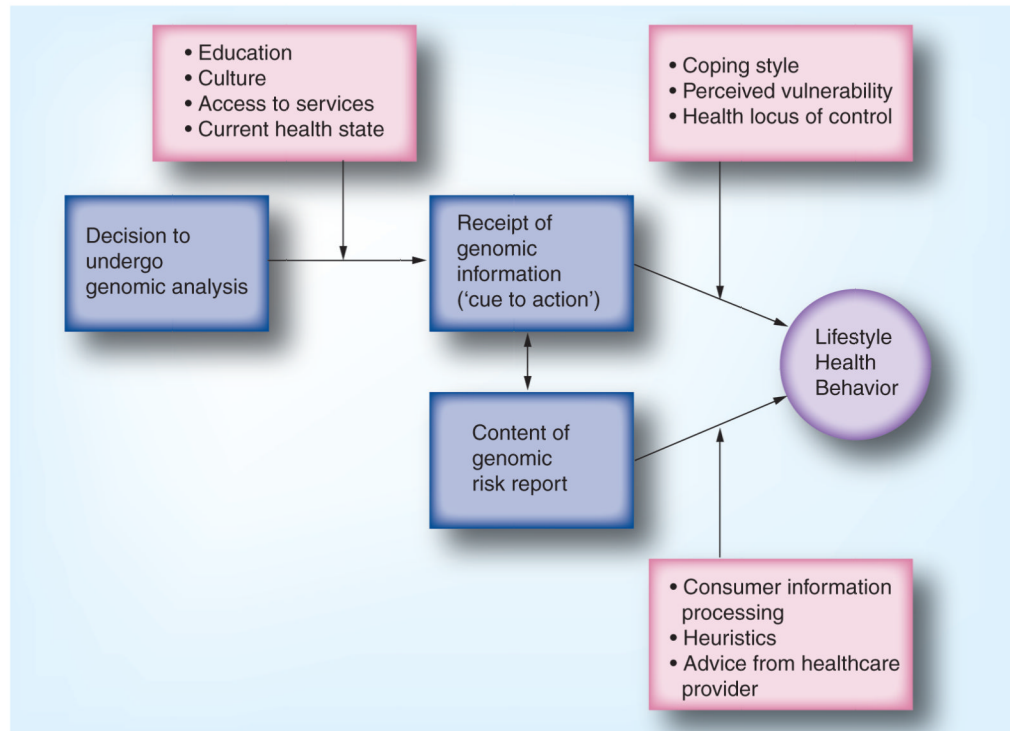 • Education
• Culture
• Access to services
• Current health state
• Coping style
• Perceived vulnerability
• Health locus of control
Decision to
undergo
genomic analysis
Receipt of
genomic
information
(‘cue to action’)
Lifestyle
Health
Behavior
Content of
genomic
risk report
• Consumer information
processing
• Heuristics
• Advice from healthcare
provider